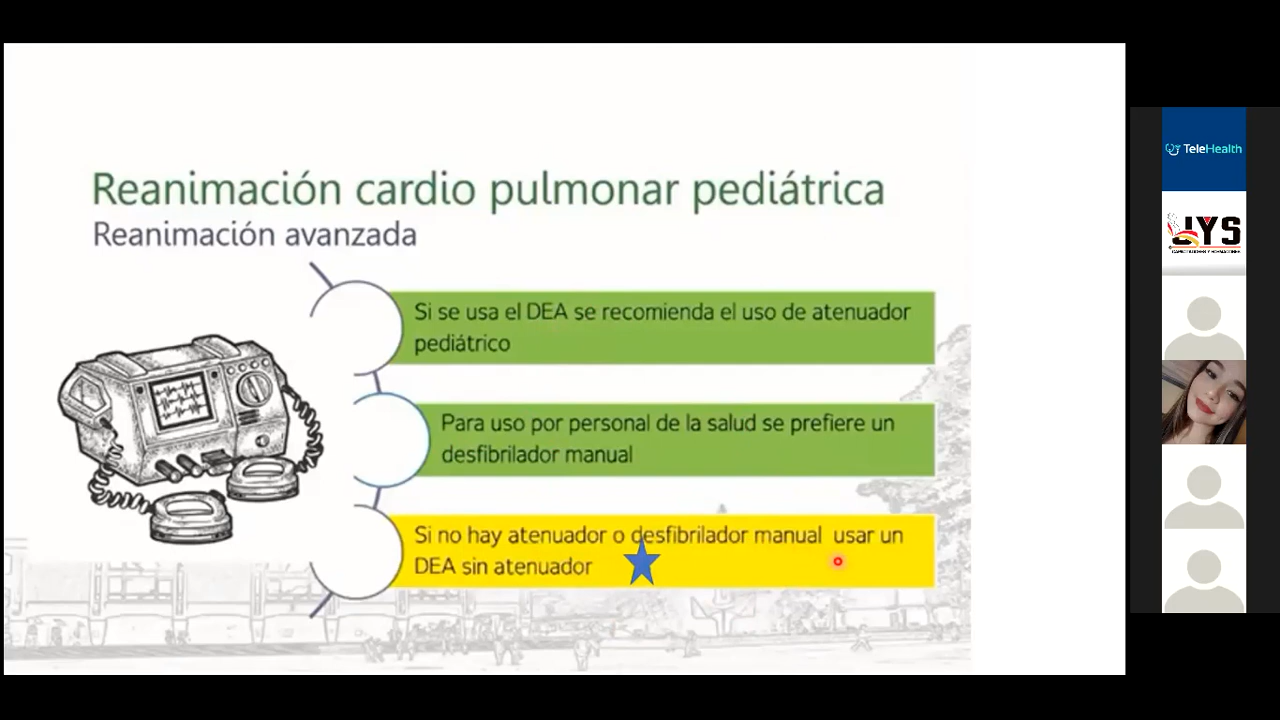 Reanimación cardio pulmonar pediátrica
Reanimación avanzada
Si se usa el DEA se recomienda el uso de atenuador
pediátrico
Para uso por personal de la salud se prefiere un
desfibrilador manual
Si no hay atenuador o desfibrilador manual usar un
DEA sin atenuador
TeleHealth
JYS